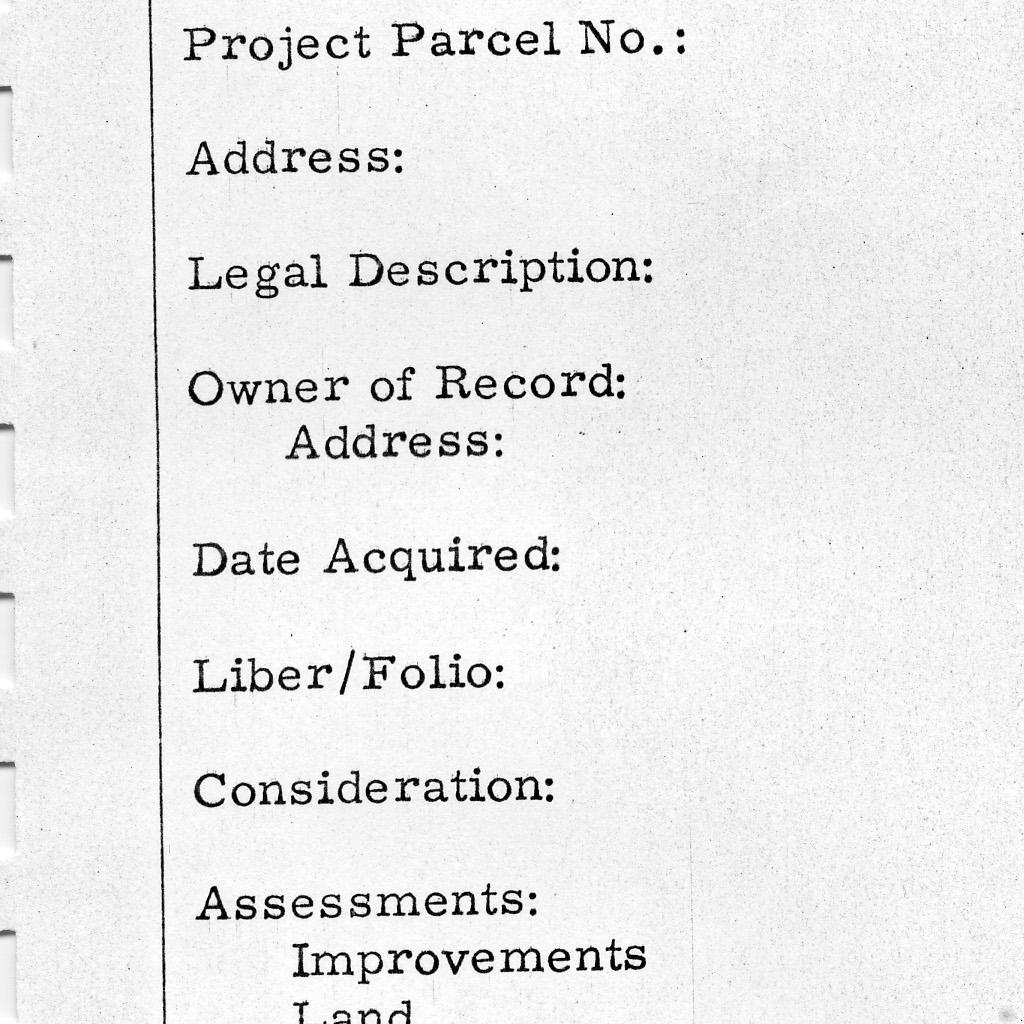 Project Parcel No.:
Address:
Legal Description:
Owner of Record:
Address:
Date Acquired:
Liber/Folio:
Consideration:
Assessments:
Improvements
Land